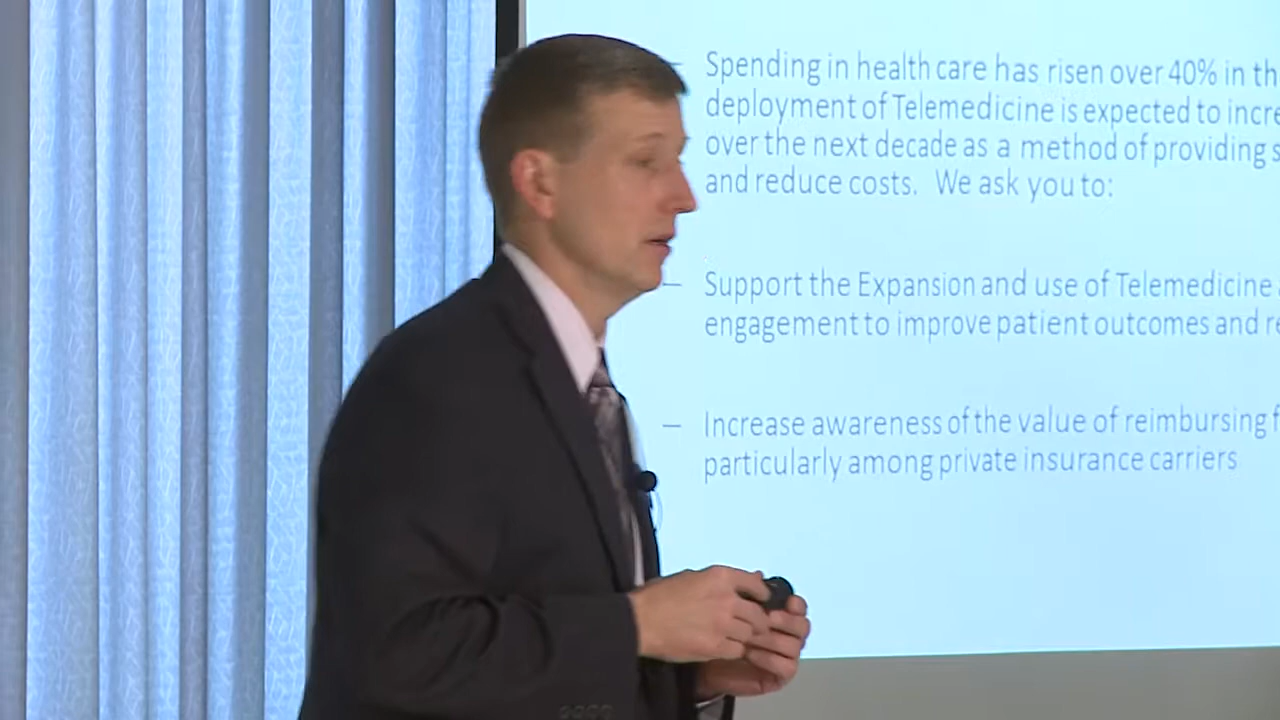 Spending in health care has risen over 40% in
deployment of Telemedicine is expected to
over the next decade as a method of providing
and reduce costs. We ask you to:
— Support the Expansion and use of Telemedicine
engagement to improve patient outcomes and
— Increase awareness of the value of reimbursing
particularly among private insurance carriers